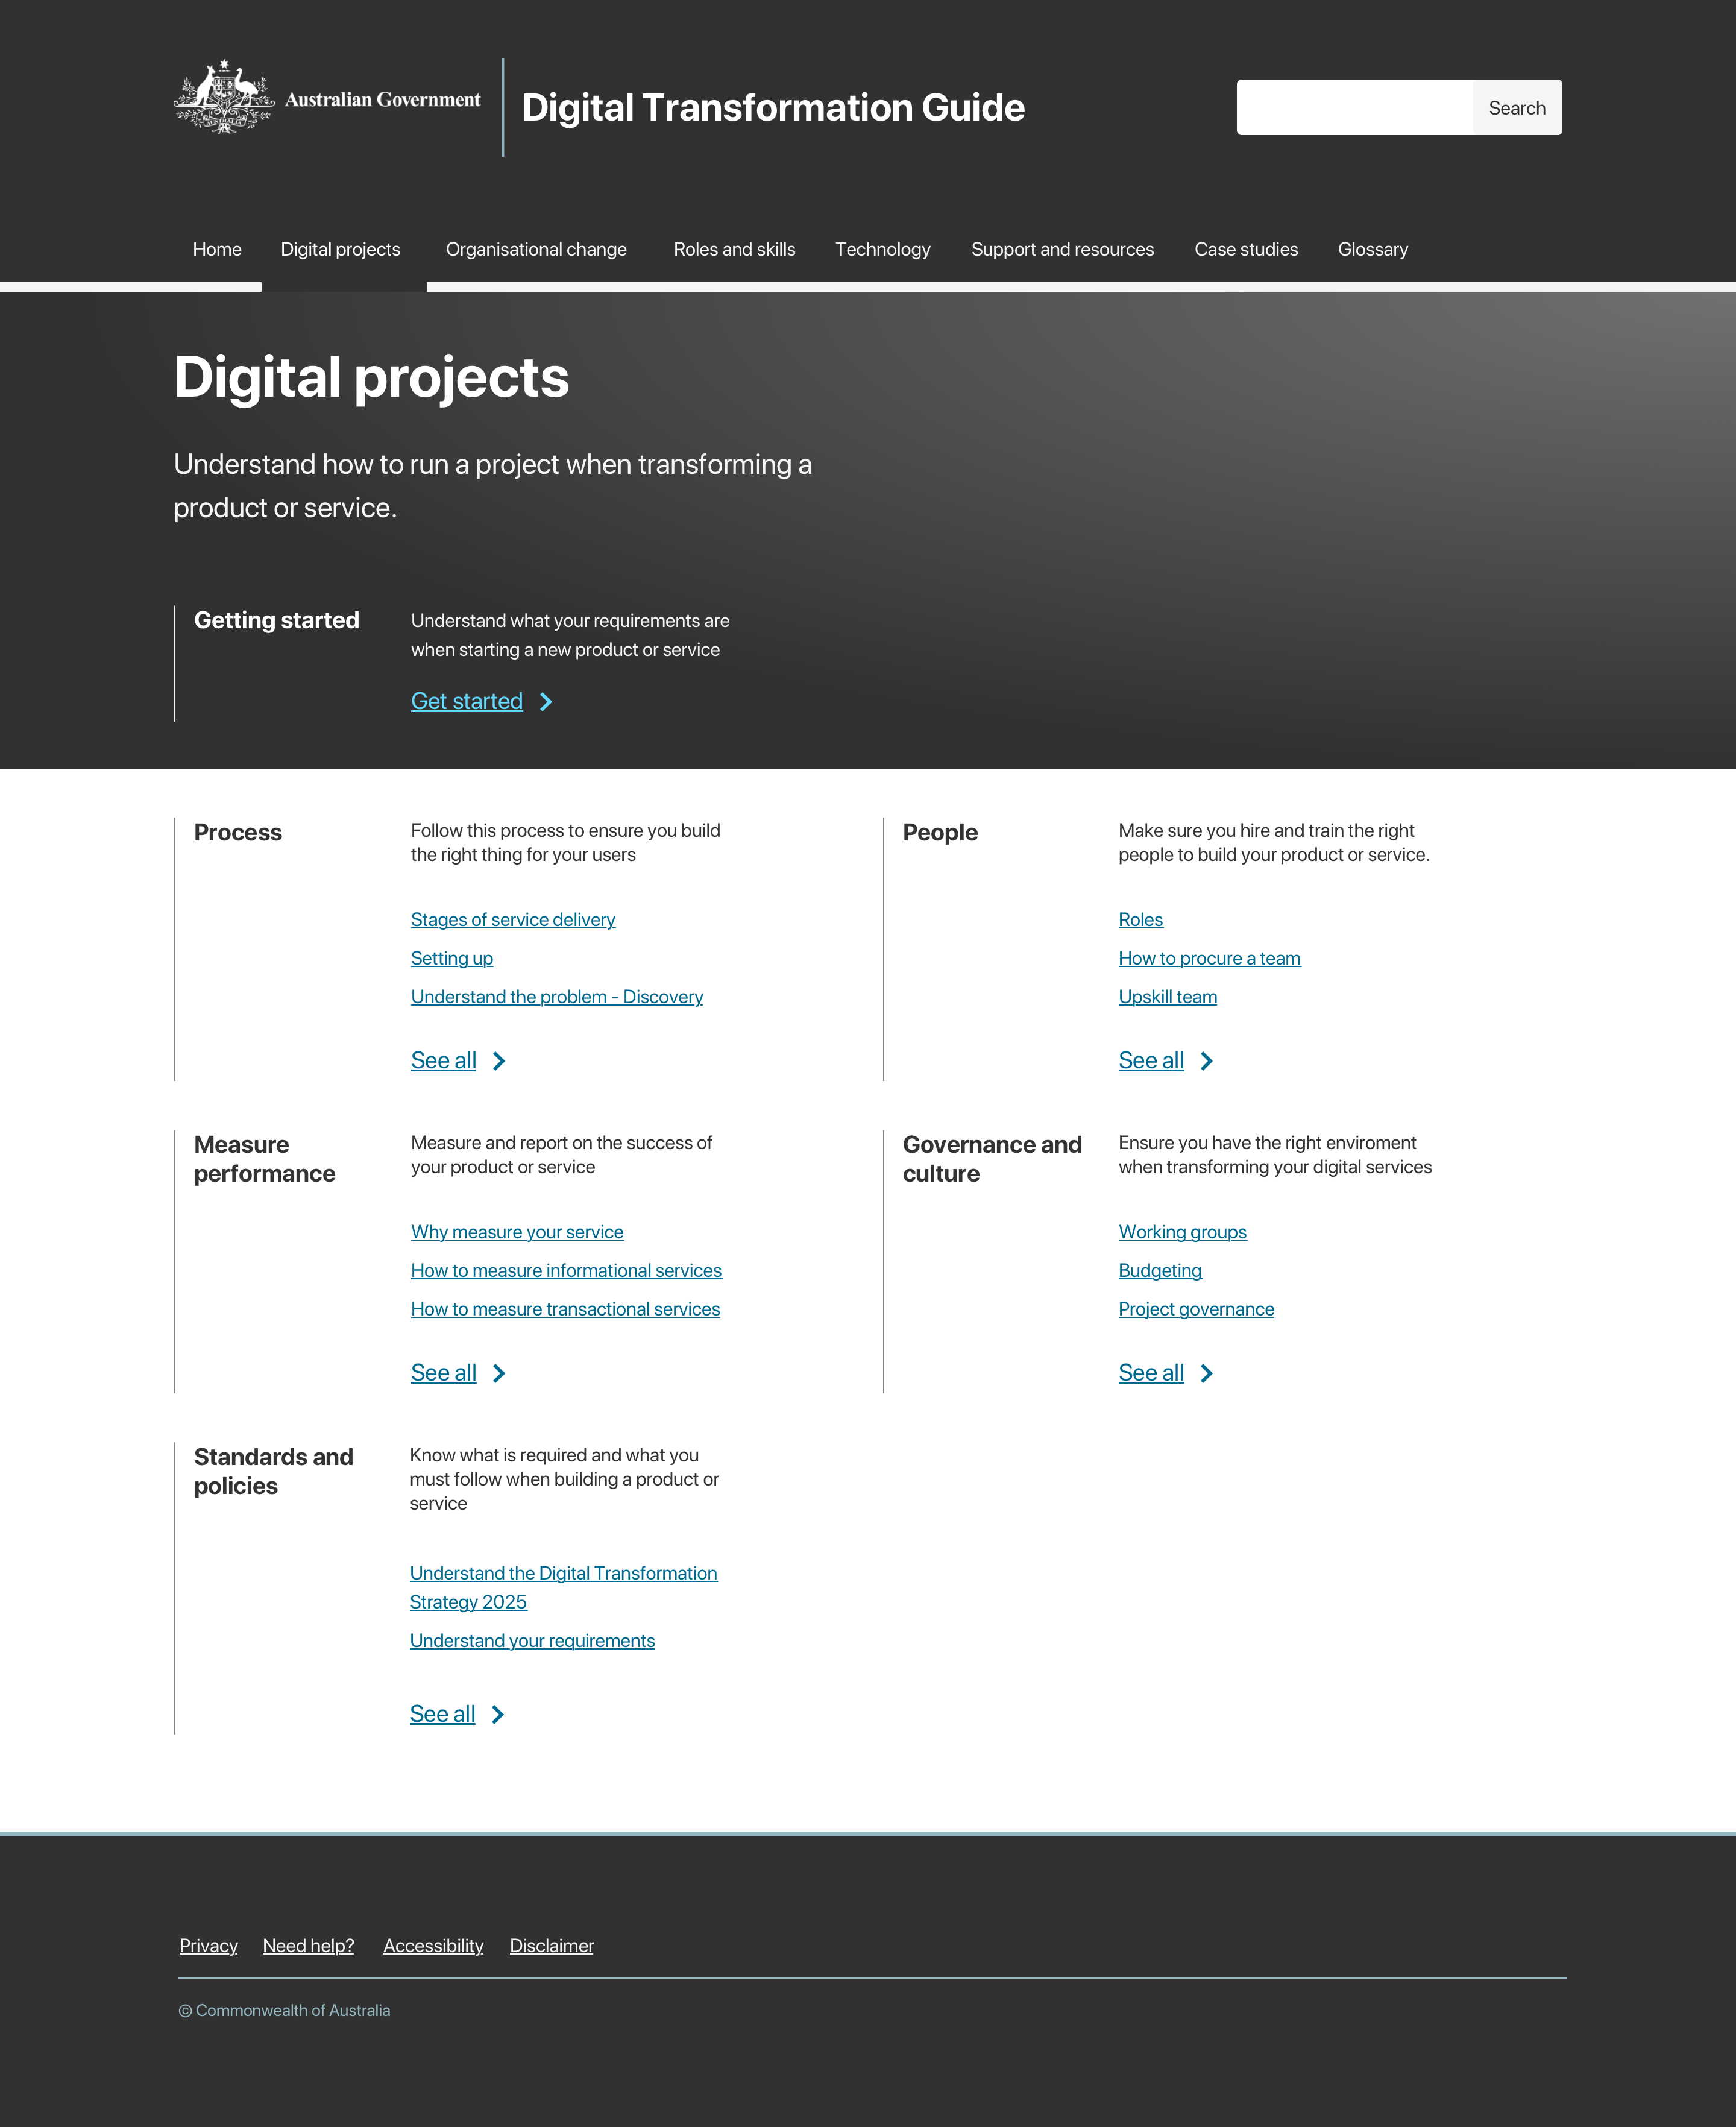 AUSTRALIA
Australian Government
Digital Transformation Guide
Search
Home
Digital projects
Organisational change
Roles and skills
Technology
Support and resources
Case studies
Glossary
Digital projects
Understand how to run a project when transforming a
product or service.
Getting started
Understand what your requirements are
when starting a new product or service
Get started
Process
Follow this process to ensure you build
the right thing for your users
Stages of service delivery
Setting up
Understand the problem - Discovery
See all
People
Make sure you hire and train the right
people to build your product or service.
Roles
How to procure a team
Upskill team
See all
Measure
performance
Measure and report on the success of
your product or service
Why measure your service
How to measure informational services
How to measure transactional services
See all
Governance and
culture
Ensure you have the right enviroment
when transforming your digital services
Working groups
Budgeting
Project governance
See all
Standards and
policies
Know what is required and what you
must follow when building a product or
service
Understand the Digital Transformation
Strategy 2025
Understand your requirements
See all
Privacy
Need help?
Accessibility
Disclaimer
© Commonwealth of Australia